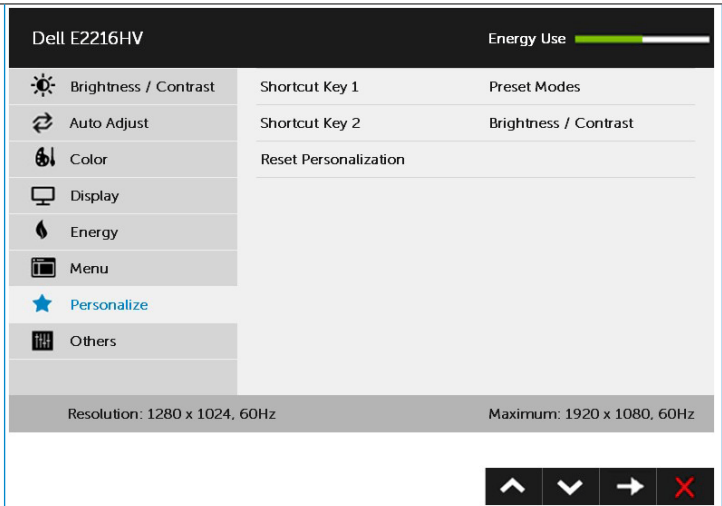 Dell E2216HV Energy Use
Brightness / Contrast Shortcut Key 1 Preset Modes
Auto Adjust Shortcut Key 2 Brightness / Contrast
Color Reset Personalization
Display
Energy
Menu
Personalize
Others
Resolution: 1280 x 1024, 60Hz Maximum: 1920 x 1080, 60Hz